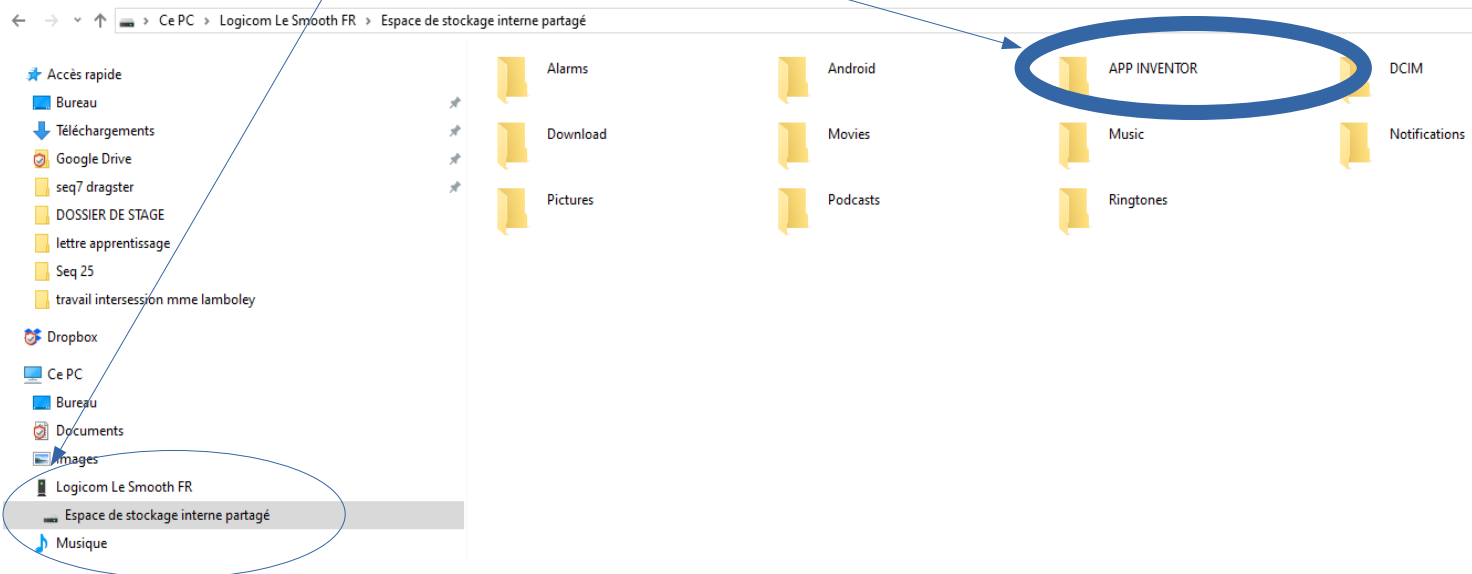 Ce PC > Logicom Le Smooth FR > Espace de stockage interne partagé
Accès rapide
Bureau
Téléchargements
Google Drive
seq7 dragster
DOSSIER DE STAGE
lettre apprentissage
Seq 25
travail intersession mme lamboley
Dropbox
Ce PC
Bureau
Documents
Images
Logicom Le Smooth FR
Espace de stockage interne partagé
Musique
Alarms Android APP INVENTOR DCIM
Download Movies Music Notifications
Pictures Podcasts Ringtones